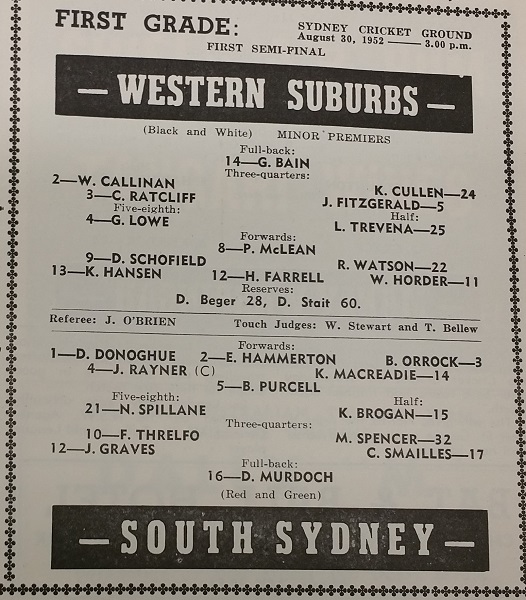 FIRST GRADE:
SYDNEY CRICKET GROUND
August 30, 1952 —— 3.00 p.m.
FIRST SEMI-FINAL
— WESTERN SUBURBS —
(Black and White) MINOR PREMIERS
Full-back:
14—G. BAIN
Three-quarters:
2—W. CALLINAN K. CULLEN—24
3—C. RATCLIFF J. FITZGERALD—5
Five-eighth: Half:
4—G. LOWE L. TREVENA—25
Forwards:
8—P. McLEAN
9—D. SCHOFIELD R. WATSON—22
13—K. HANSEN 12—H. FARRELL W. HORDER—11
Reserves:
D. Beger 28, D. Stait 60.
Referee: J. O'BRIEN Touch Judges: W. Stewart and T. Bellew
Forwards:
1—D. DONOGHUE 2—E. HAMMERTON B. ORROCK—3
4—J. RAYNER (C) K. MACREADIE—14
5—B. PURCELL
Five-eighth: Half:
21—N. SPILLANE K. BROGAN—15
Three-quarters:
10—F. THRELFO M. SPENCER—32
12—J. GRAVES C. SMAILLES—17
Full-back:
16—D. MURDOCH
(Red and Green)
— SOUTH SYDNEY —